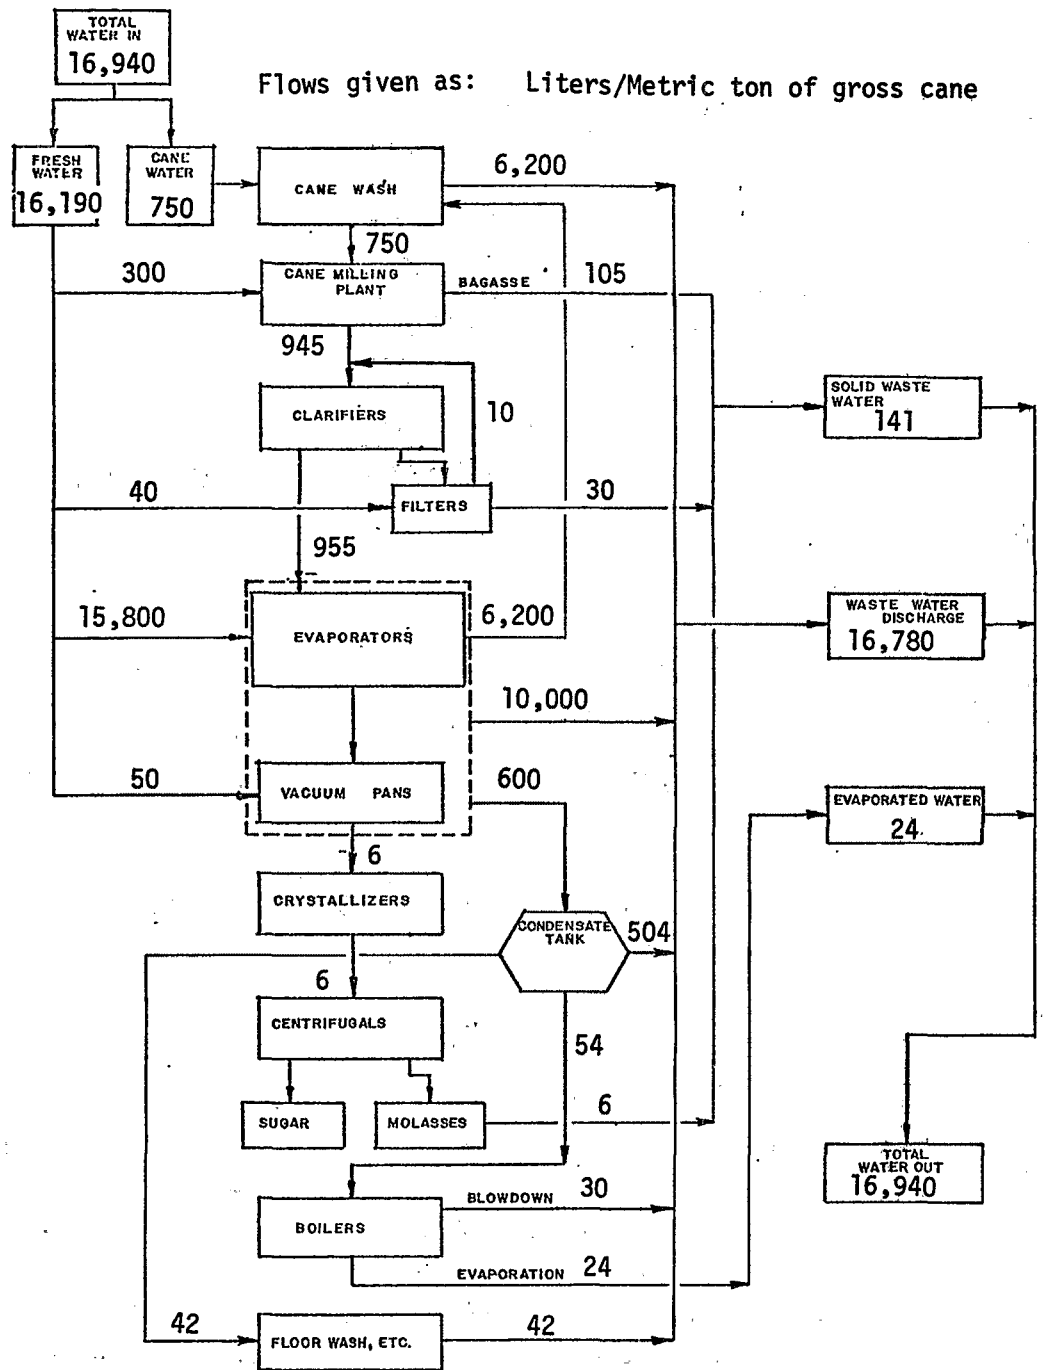 TOTAL
WATER IN
16,940
Flows given as: Liters/Metric ton of gross cane
FRESH
WATER
16,190
CANE
WATER
750
CANE WASH
6,200
750
300
CANE MILLING
PLANT
BAGASSE
105
945
CLARIFIERS
10
SOLID WASTE
WATER
141
40
FILTERS
30
955
15,800
EVAPORATORS
6,200
WASTE WATER
DISCHARGE
16,780
10,000
50
VACUUM PANS
600
EVAPORATED WATER
24
6
CRYSTALLIZERS
CONDENSATE
TANK
504
6
CENTRIFUGALS
54
SUGAR
MOLASSES
6
TOTAL
WATER OUT
16,940
BOILERS
BLOWDOWN
30
EVAPORATION
24
42
FLOOR WASH, ETC.
42